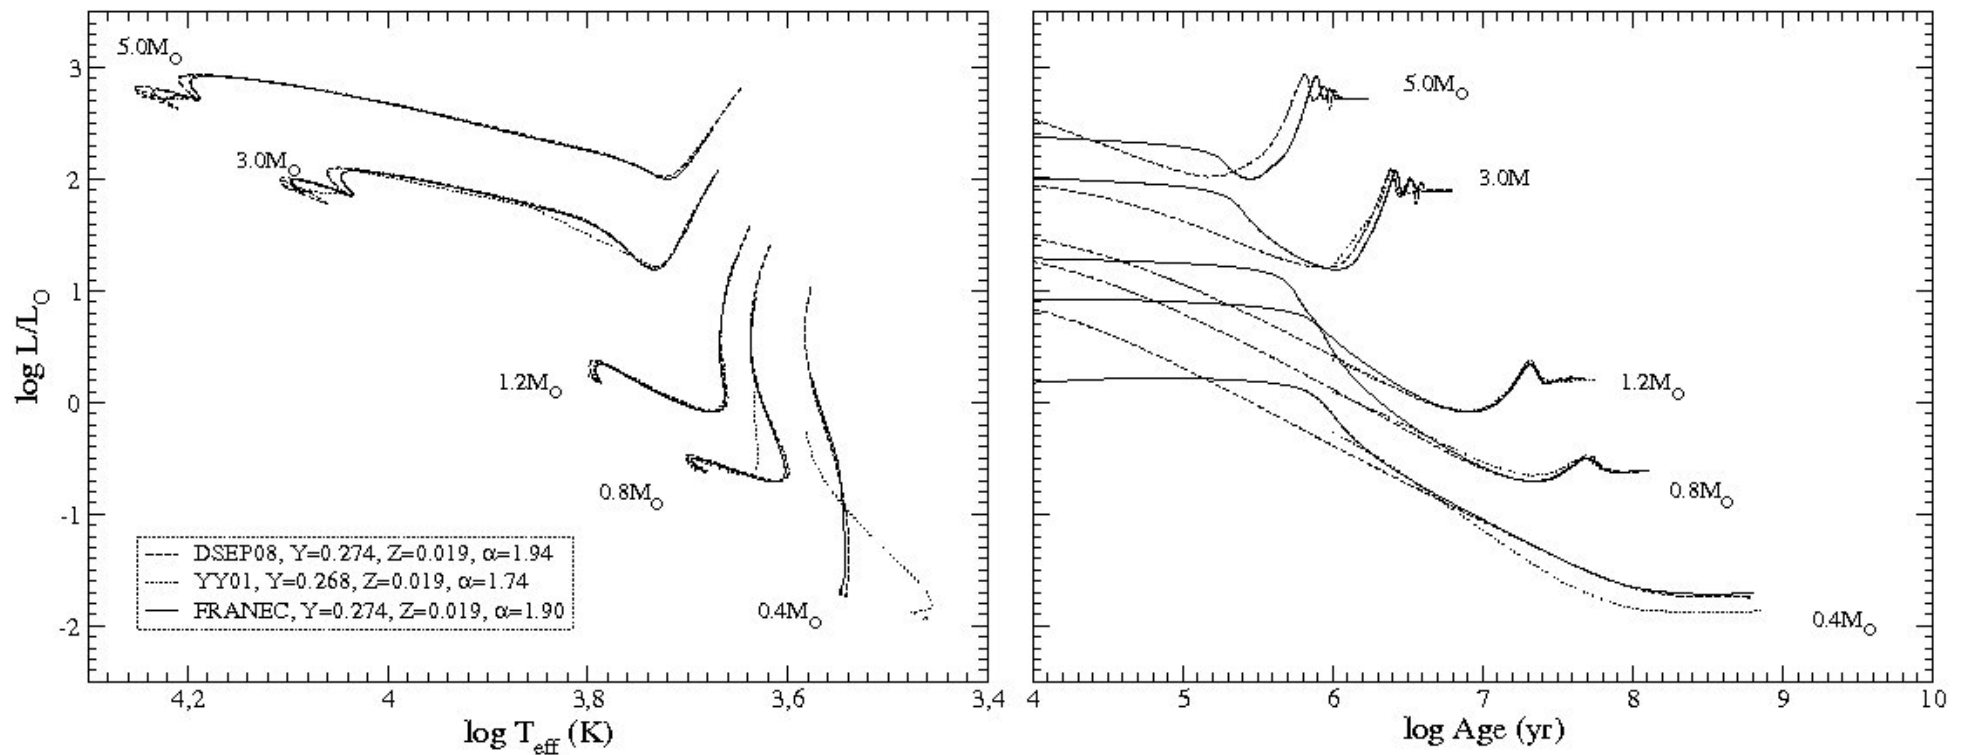 5.0M☉
3.0M☉
1.2M☉
0.8M☉
0.4M☉
3
2
1
0
-1
-2
log L/L☉
DSEP08, Y=0.274, Z=0.019, α=1.94
YY01, Y=0.268, Z=0.019, α=1.74
FRANEC, Y=0.274, Z=0.019, α=1.90
4,2 4 3,8 3,6 3,4
log Teff (K)
5.0M☉
3.0M
1.2M☉
0.8M☉
0.4M☉
4 5 6 7 8 9 10
log Age (yr)